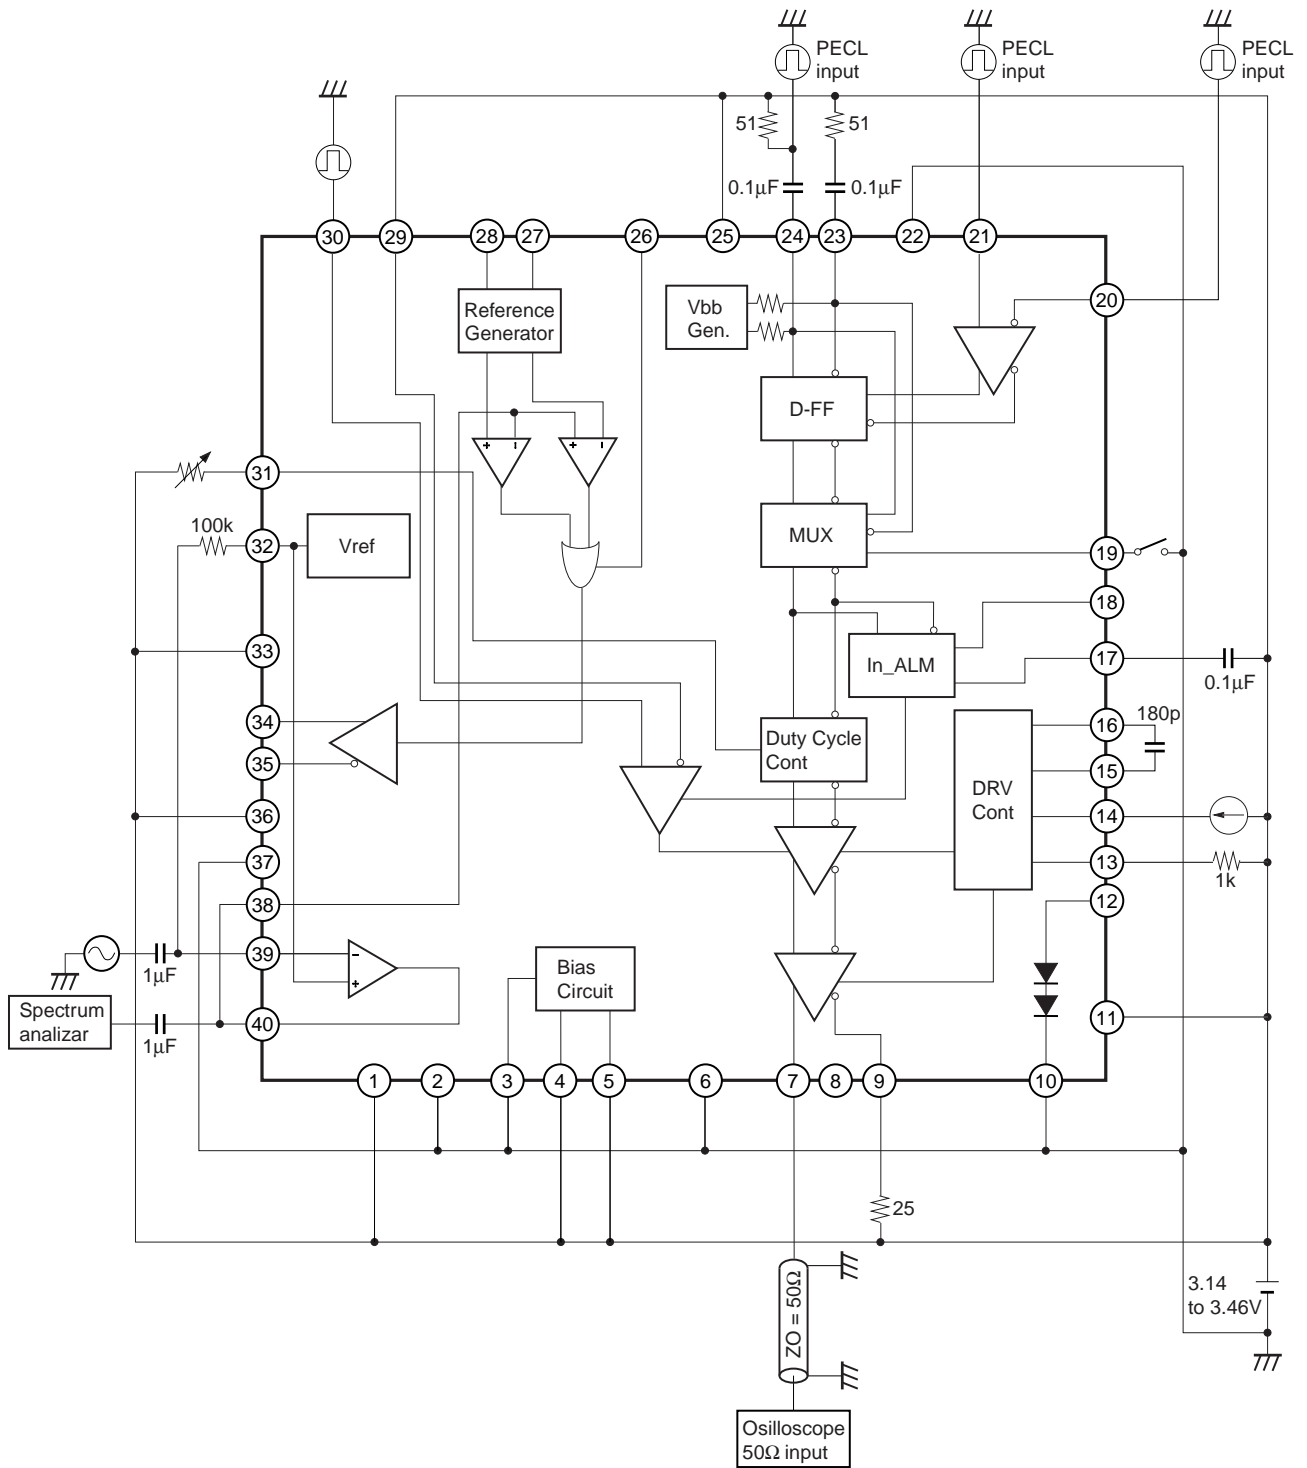 PECL
input
PECL
input
PECL
input
51
51
0.1μF
0.1μF
30
29
28
27
26
25
24
23
22
21
Reference
Generator
Vbb
Gen.
20
D-FF
+
-
+
-
31
100k
32
Vref
MUX
19
18
33
In_ALM
17
0.1μF
34
16
180p
35
Duty Cycle
Cont
15
DRV
Cont
36
14
37
13
1k
38
12
39
-
+
1μF
Bias
Circuit
Spectrum
analizar
1μF
40
11
1
2
3
4
5
6
7
8
9
10
25
ZO = 50Ω
3.14
to 3.46V
Osilloscope
50Ω input